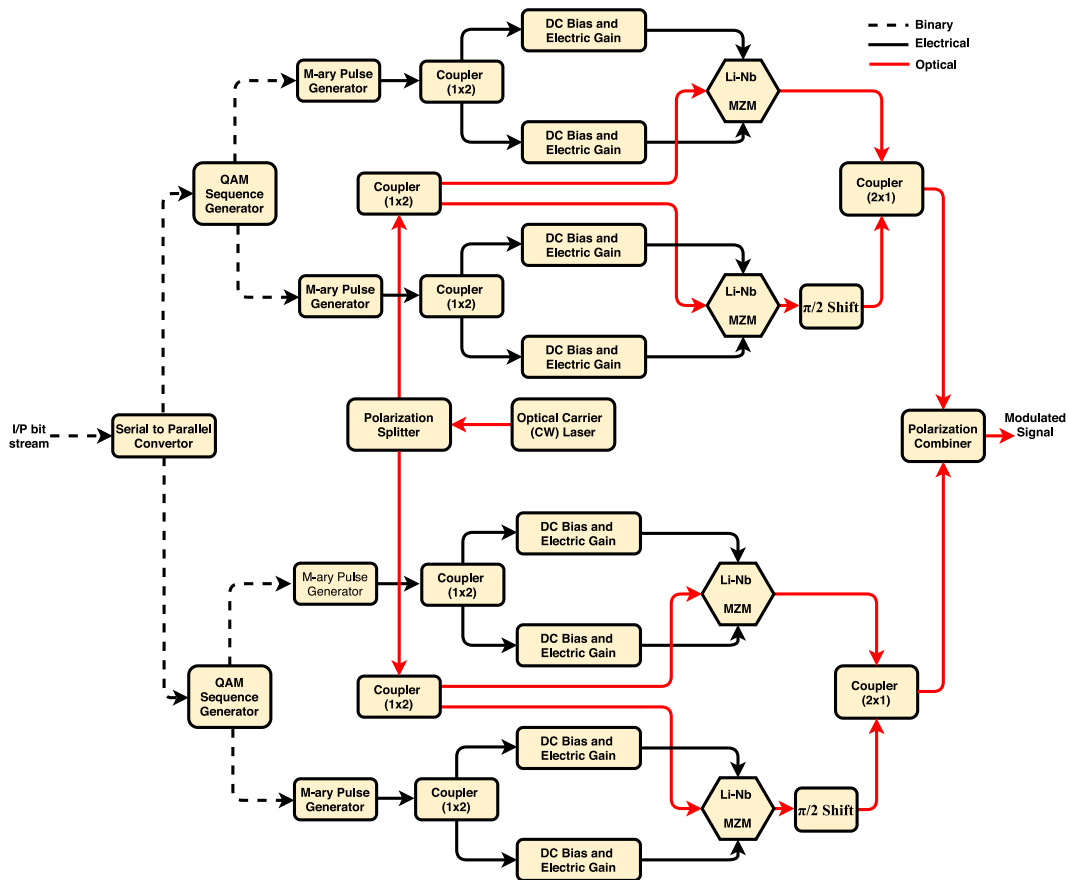 DC Bias and
Electric Gain
Binary
Electrical
Optical
M-ary Pulse
Generator
Coupler
(1x2)
Li-Nb
MZM
DC Bias and
Electric Gain
QAM
Sequence
Generator
Coupler
(1x2)
Coupler
(2x1)
DC Bias and
Electric Gain
M-ary Pulse
Generator
Coupler
(1x2)
Li-Nb
MZM
π/2 Shift
DC Bias and
Electric Gain
I/P bit
stream
Serial to Parallel
Convertor
Polarization
Splitter
Optical Carrier
(CW) Laser
Polarization
Combiner
Modulated
Signal
DC Bias and
Electric Gain
M-ary Pulse
Generator
Coupler
(1x2)
Li-Nb
MZM
DC Bias and
Electric Gain
QAM
Sequence
Generator
Coupler
(1x2)
Coupler
(2x1)
DC Bias and
Electric Gain
M-ary Pulse
Generator
Coupler
(1x2)
Li-Nb
MZM
π/2 Shift
DC Bias and
Electric Gain